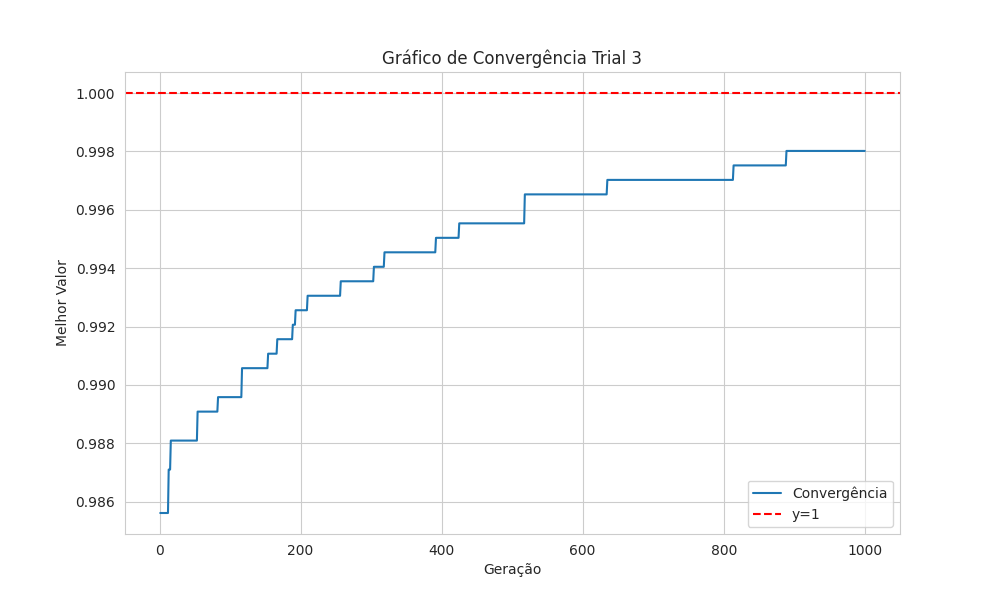 Gráfico de Convergência Trial 3
Melhor Valor
1.000
0.998
0.996
0.994
0.992
0.990
0.988
0.986
0 200 400 600 800 1000
Geração
Convergência
y=1